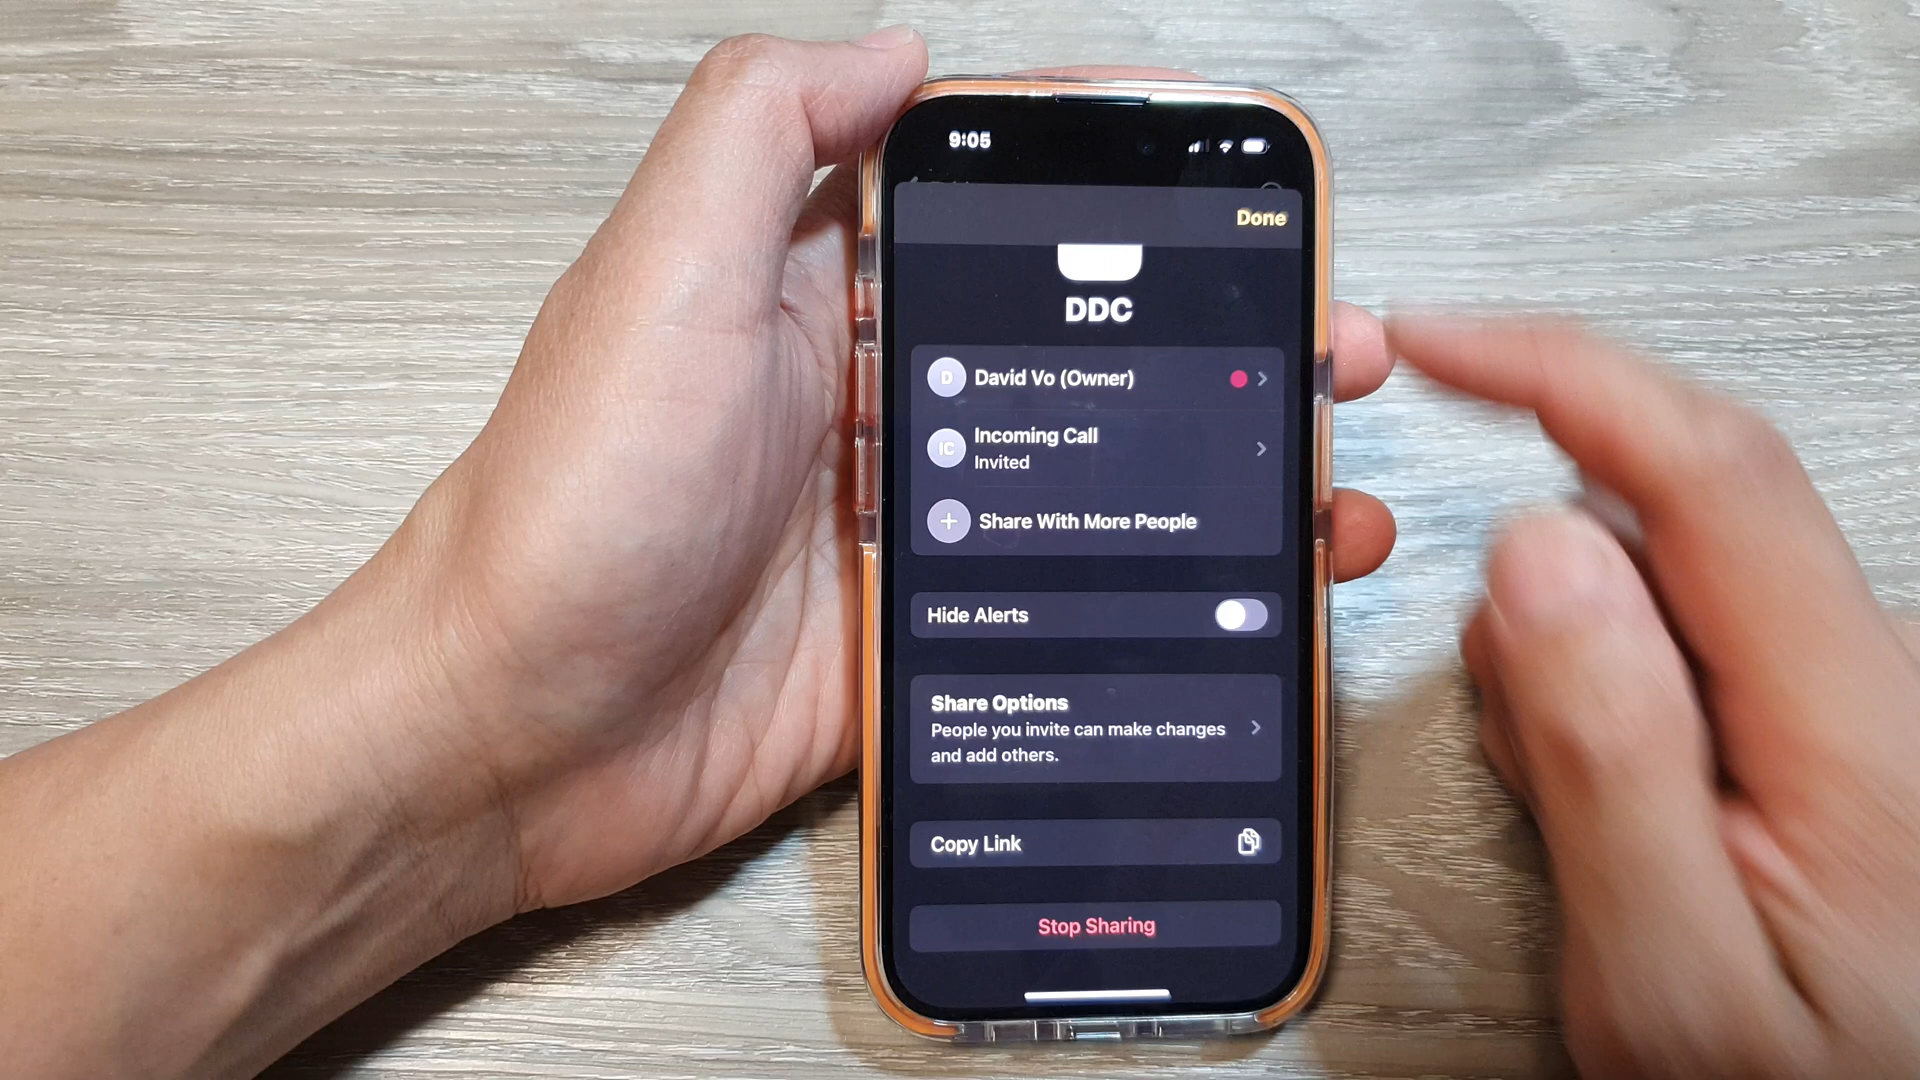 9:05
Done
DDC
D David Vo (Owner)
IC Incoming Call
Invited
Share With More People
Hide Alerts
Share Options
People you invite can make changes
and add others.
Copy Link
Stop Sharing